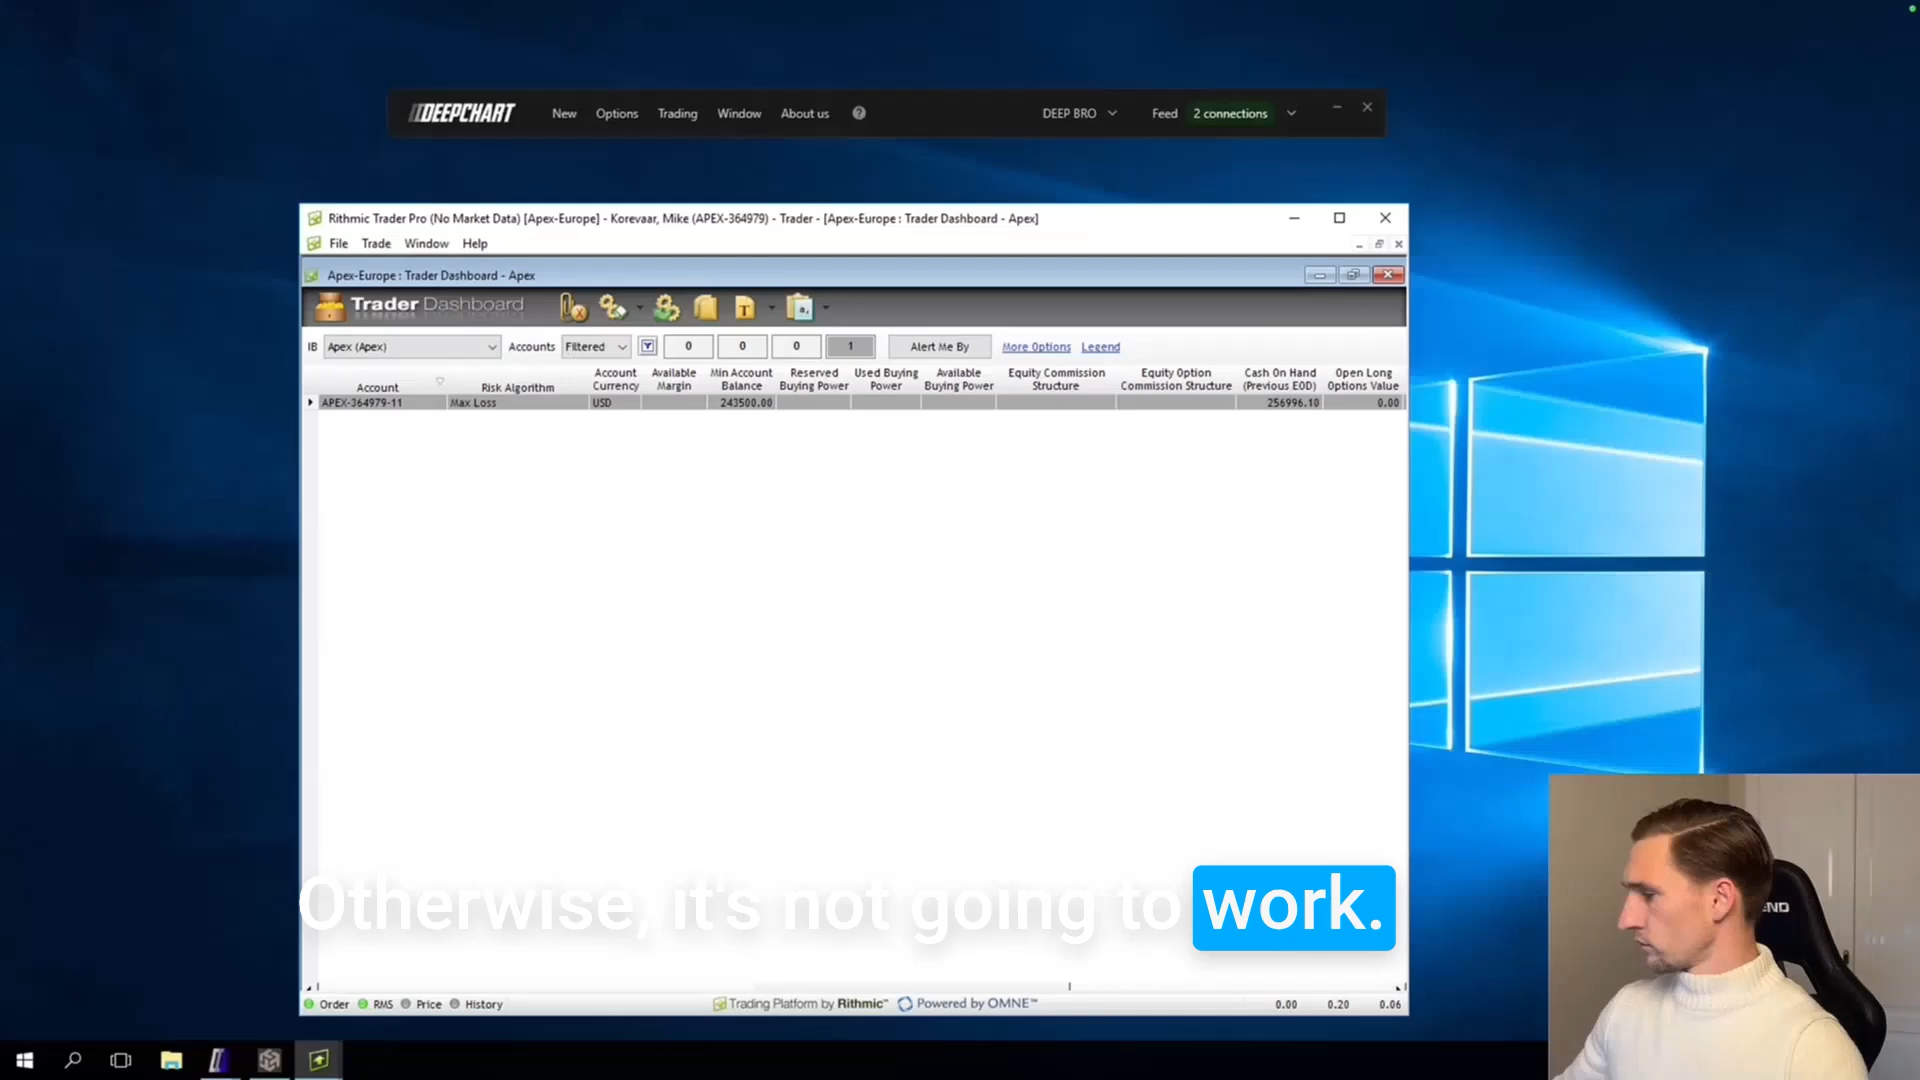 DEEPCHART New Options Trading Window About us ? DEEP BRO Feed 2 connections
Rithmic Trader Pro (No Market Data) [Apex-Europe] - Korevaar, Mike (APEX-364979) - Trader - [Apex-Europe : Trader Dashboard - Apex]
File Trade Window Help
Apex-Europe : Trader Dashboard - Apex
Trader Dashboard
IB Apex (Apex) Accounts Filtered 0 0 0 1 Alert Me By More Options Legend
Account Available Min Account Reserved Used Buying Available Equity Commission Equity Option Cash On Hand Open Long
Account Risk Algorithm Currency Margin Balance Buying Power Power Buying Power Structure Commission Structure (Previous EOD) Options Value
APEX-364979-11 Max Loss USD 243500.00 256996.10 0.00
Otherwise, it's not going to work.
Order RMS Price History Trading Platform by Rithmic™ Powered by OMNE™ 0.00 0.20 0.06